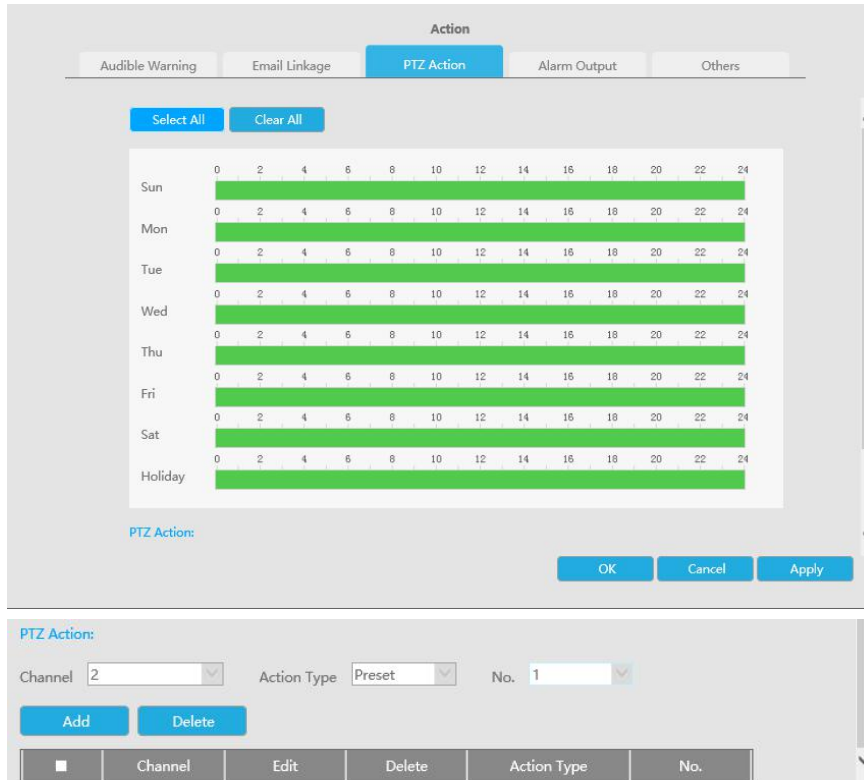 Action
Audible Warning Email Linkage PTZ Action Alarm Output Others
Select All Clear All
0 2 4 6 8 10 12 14 16 18 20 22 24
Sun
0 2 4 6 8 10 12 14 16 18 20 22 24
Mon
0 2 4 6 8 10 12 14 16 18 20 22 24
Tue
0 2 4 6 8 10 12 14 16 18 20 22 24
Wed
0 2 4 6 8 10 12 14 16 18 20 22 24
Thu
0 2 4 6 8 10 12 14 16 18 20 22 24
Fri
0 2 4 6 8 10 12 14 16 18 20 22 24
Sat
0 2 4 6 8 10 12 14 16 18 20 22 24
Holiday
PTZ Action:
OK Cancel Apply
PTZ Action:
Channel 2 Action Type Preset No. 1
Add Delete
Channel Edit Delete Action Type No.